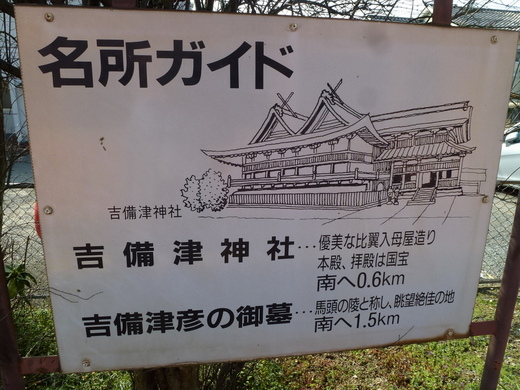 名所ガイド
吉備津神社
吉備津神社…優美な比翼入母屋造り
本殿、拝殿は国宝
南へ0.6km
吉備津彦の御墓…馬頭の陵と称し、眺望絶佳の地
南へ1.5km